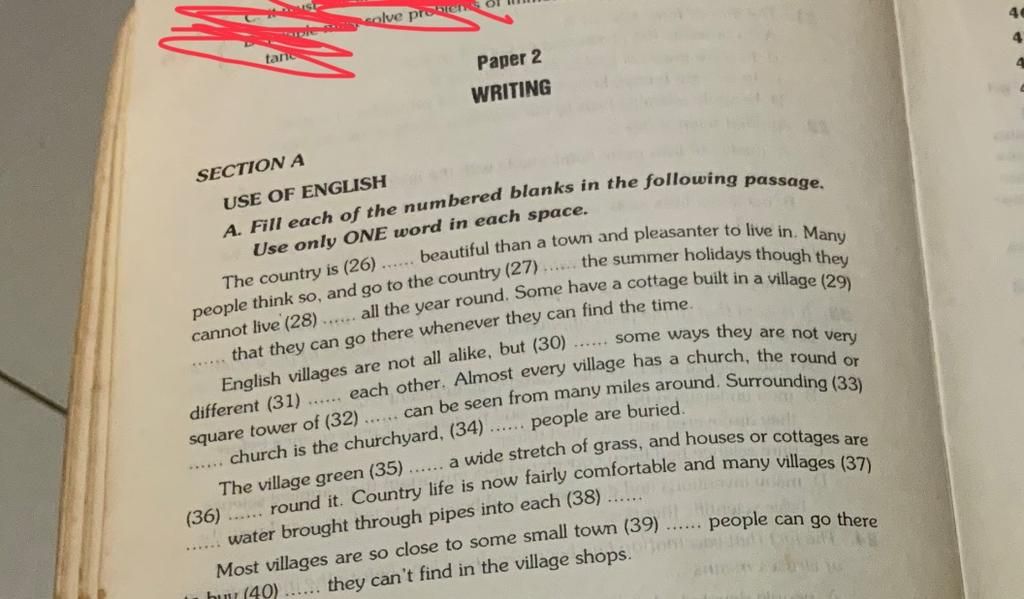 solve problems of
tanc
Paper 2
WRITING
SECTION A
USE OF ENGLISH
A. Fill each of the numbered blanks in the following passage.
Use only ONE word in each space.
The country is (26) ...... beautiful than a town and pleasanter to live in. Many
people think so, and go to the country (27) ...... the summer holidays though they
cannot live (28) ...... all the year round. Some have a cottage built in a village (29)
...... that they can go there whenever they can find the time.
English villages are not all alike, but (30) ...... some ways they are not very
different (31) ...... each other. Almost every village has a church, the round or
square tower of (32) ...... can be seen from many miles around. Surrounding (33)
...... church is the churchyard, (34) ...... people are buried.
The village green (35) ...... a wide stretch of grass, and houses or cottages are
(36) ...... round it. Country life is now fairly comfortable and many villages (37)
...... water brought through pipes into each (38) ......
Most villages are so close to some small town (39) ...... people can go there
buy (40) ...... they can't find in the village shops.
4